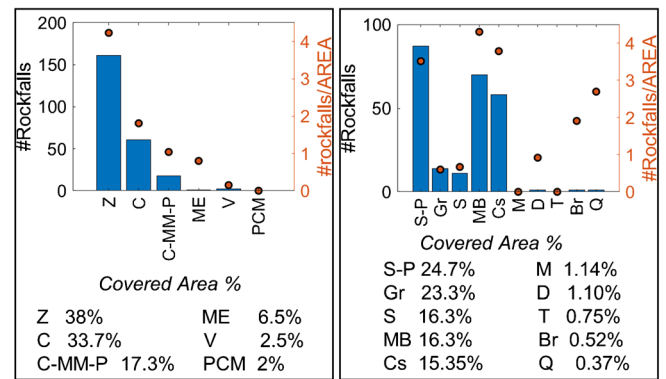 #Rockfalls
200
150
100
50
0
4
3
2
1
0
#rockfalls/AREA
Z
C
C-MM-P
ME
V
PCM
Covered Area %
Z 38% ME 6.5%
C 33.7% V 2.5%
C-MM-P 17.3% PCM 2%
#Rockfalls
100
50
0
4
3
2
1
0
#rockfalls/AREA
S-P
Gr
S
MB
Cs
M
D
T
Br
Q
Covered Area %
S-P 24.7% M 1.14%
Gr 23.3% D 1.10%
S 16.3% T 0.75%
MB 16.3% Br 0.52%
Cs 15.35% Q 0.37%